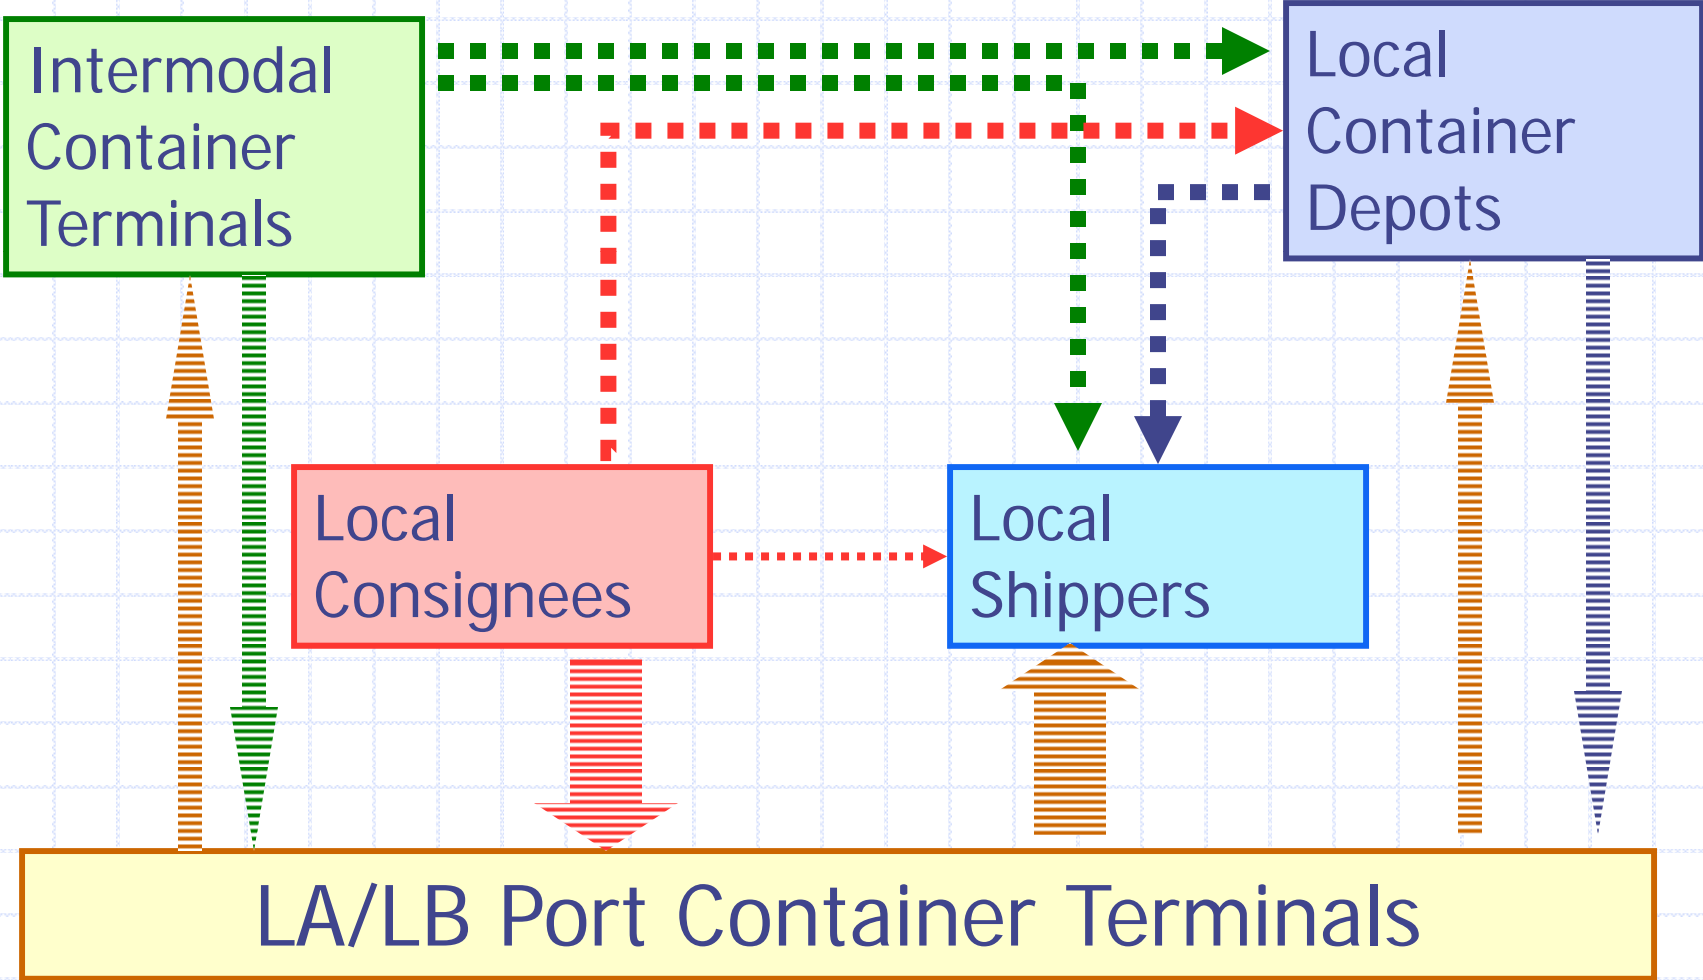 Intermodal
Container
Terminals
Local
Container
Depots
Local
Consignees
Local
Shippers
LA/LB Port Container Terminals